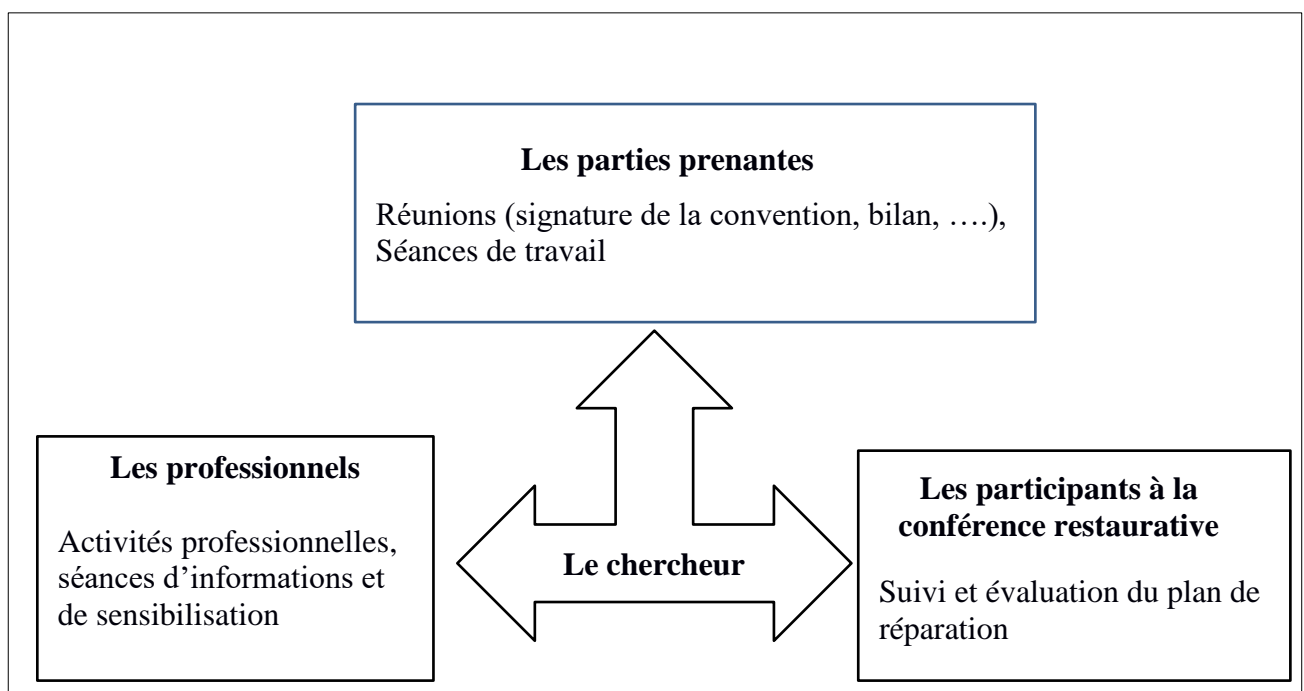 Les parties prenantes
Réunions (signature de la convention, bilan, ….),
Séances de travail
Les professionnels
Activités professionnelles,
séances d’informations et
de sensibilisation
Le chercheur
Les participants à la
conférence restaurative
Suivi et évaluation du plan de
réparation